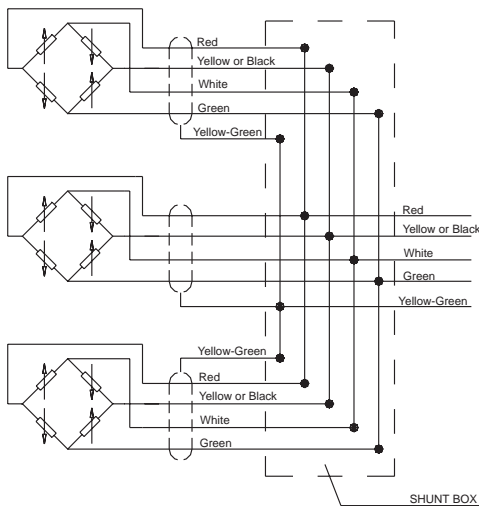 Red
Yellow or Black
White
Green
Yellow-Green
Red
Yellow or Black
White
Green
Yellow-Green
Yellow-Green
Red
Yellow or Black
White
Green
SHUNT BOX